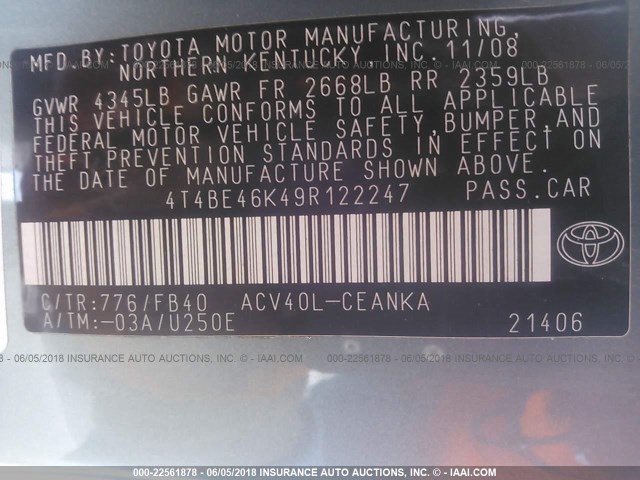 MFD BY: TOYOTA MOTOR MANUFACTURING,
NORTHERN KENTUCKY, INC. 11/08
GVWR 4345LB GAWR FR 2668LB RR 2359LB
THIS VEHICLE CONFORMS TO ALL APPLICABLE
FEDERAL MOTOR VEHICLE SAFETY, BUMPER, AND
THEFT PREVENTION STANDARDS IN EFFECT ON
THE DATE OF MANUFACTURE SHOWN ABOVE.
4T4BE46K49R122247 PASS.CAR
C/TR:776/FB40 ACV40L-CEANKA
A/TM:-03A/U250E 21406
000-22561878 - 06/05/2018 INSURANCE AUTO AUCTIONS, INC. - IAAI.COM